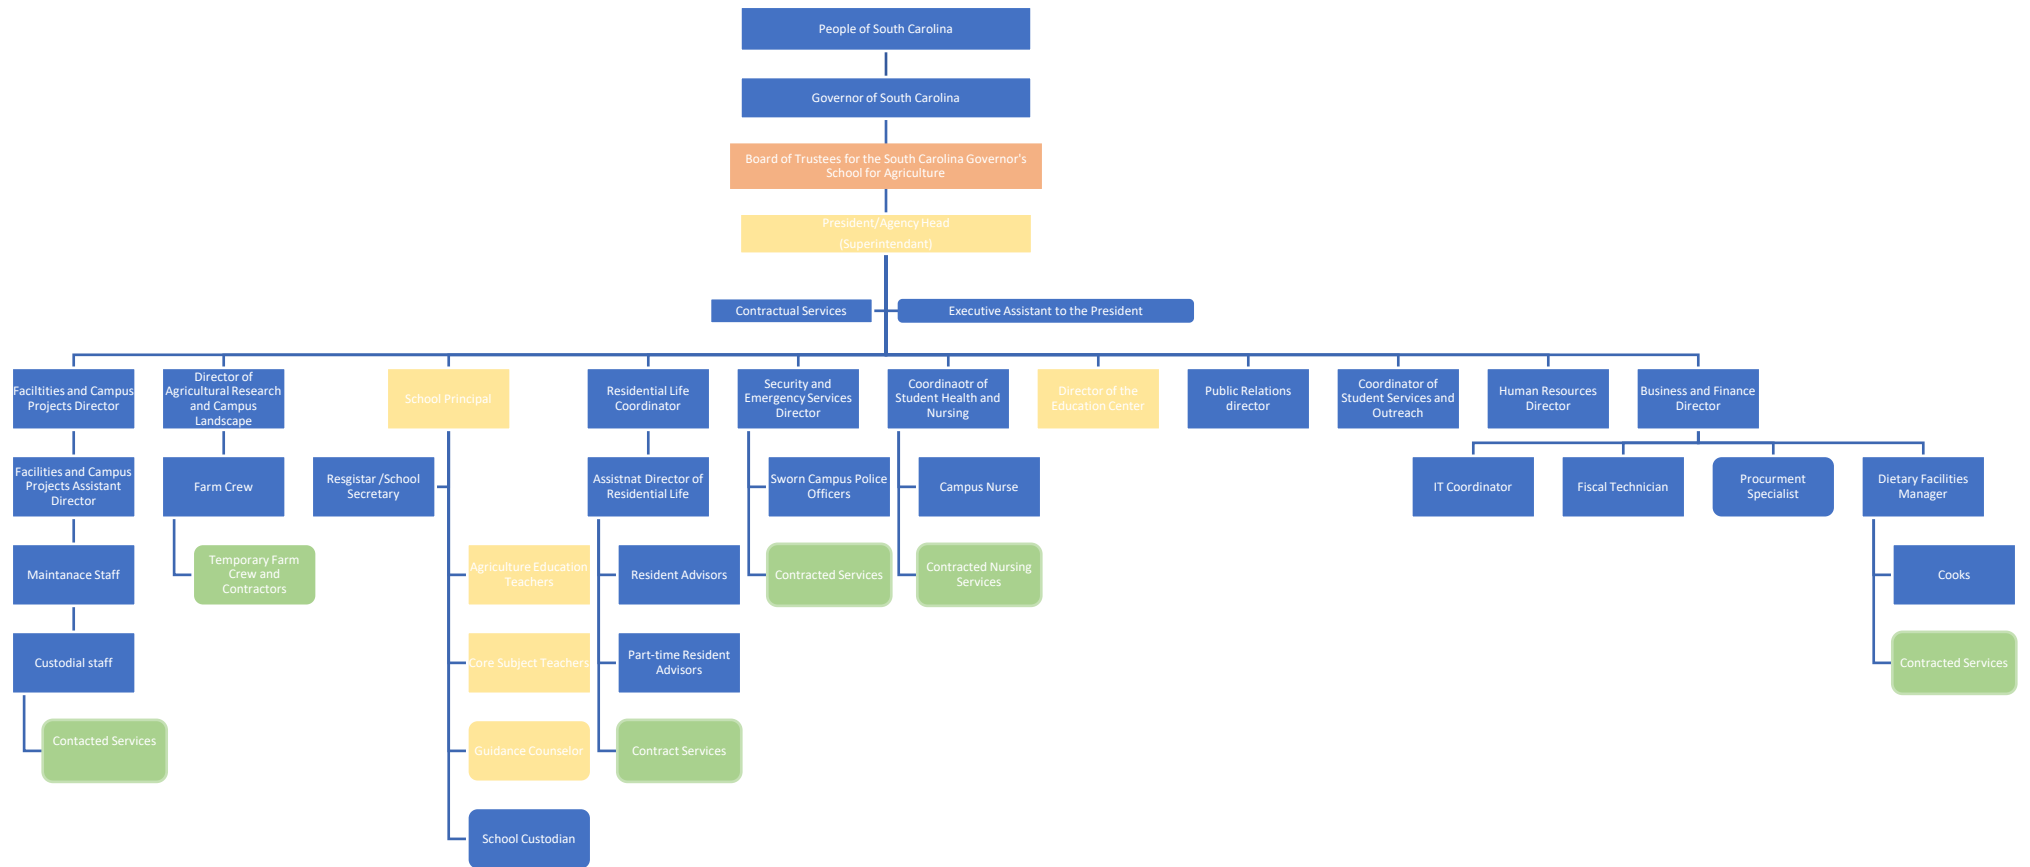 People of South Carolina
Governor of South Carolina
Board of Trustees for the South Carolina Governor's
School for Agriculture
President/Agency Head
(Superintendant)
Contractual Services
Executive Assistant to the President
Faciltities and Campus
Projects Director
Director of
Agricultural Research
and Campus
Landscape
School Principal
Residential Life
Coordinator
Security and
Emergency Services
Director
Coordinaotr of
Student Health and
Nursing
Director of the
Education Center
Public Relations
director
Coordinator of
Student Services and
Outreach
Human Resources
Director
Business and Finance
Director
Facilities and Campus
Projects Assistant
Director
Farm Crew
Resgistar /School
Secretary
Assistnat Director of
Residential Life
Sworn Campus Police
Officers
Campus Nurse
IT Coordinator
Fiscal Technician
Procurment
Specialist
Dietary Facilities
Manager
Maintanace Staff
Temporary Farm
Crew and
Contractors
Agriculture Education
Teachers
Resident Advisors
Contracted Services
Contracted Nursing
Services
Cooks
Custodial staff
Core Subject Teachers
Part-time Resident
Advisors
Contracted Services
Contacted Services
Guidance Counselor
Contract Services
School Custodian